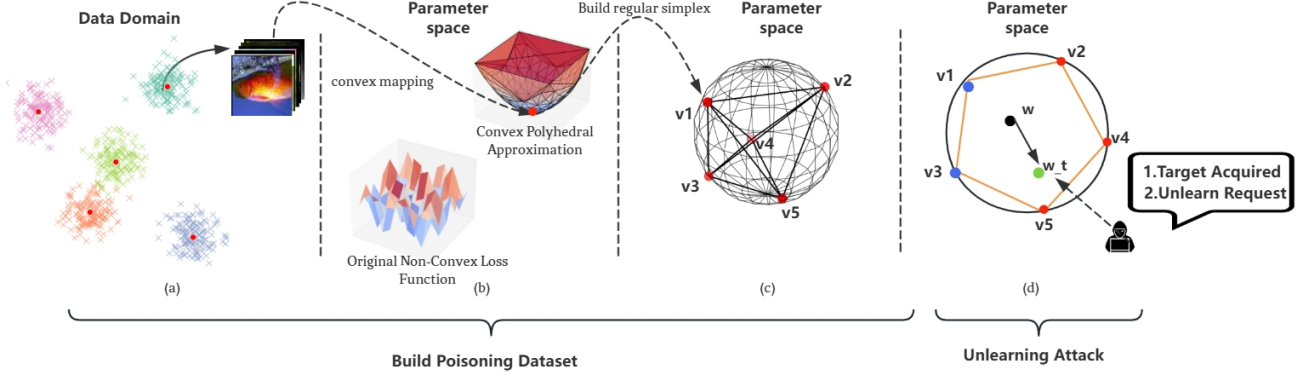 Data Domain
(a)
Parameter
space
convex mapping
Convex Polyhedral
Approximation
Original Non-Convex Loss
Function
(b)
Build regular simplex
v1
v2
v4
v3
v5
(c)
Parameter
space
v2
v1
w
v4
w_t
v3
v5
1.Target Acquired
2.Unlearn Request
(d)
Build Poisoning Dataset
Unlearning Attack